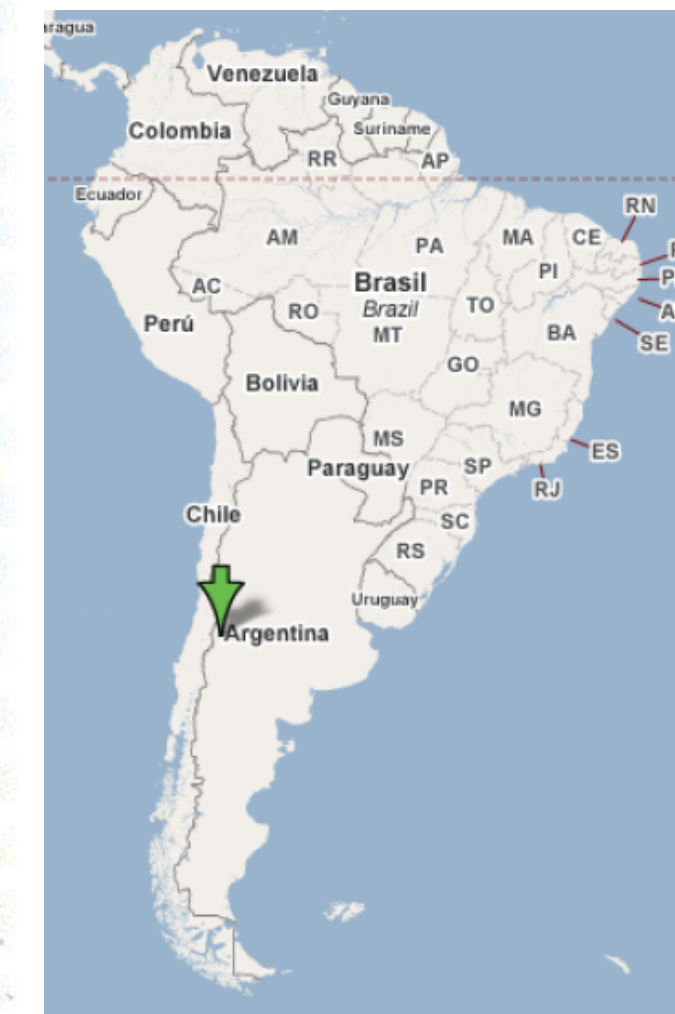 aragua
Venezuela
Guyana
Colombia
Suriname
RR
AP
Ecuador
RN
AM
PA
MA
CE
PI
AC
Brasil
Brazil
RO
TO
Perú
MT
BA
SE
GO
Bolivia
MG
MS
ES
Paraguay
SP
PR
RJ
Chile
SC
RS
Uruguay
Argentina